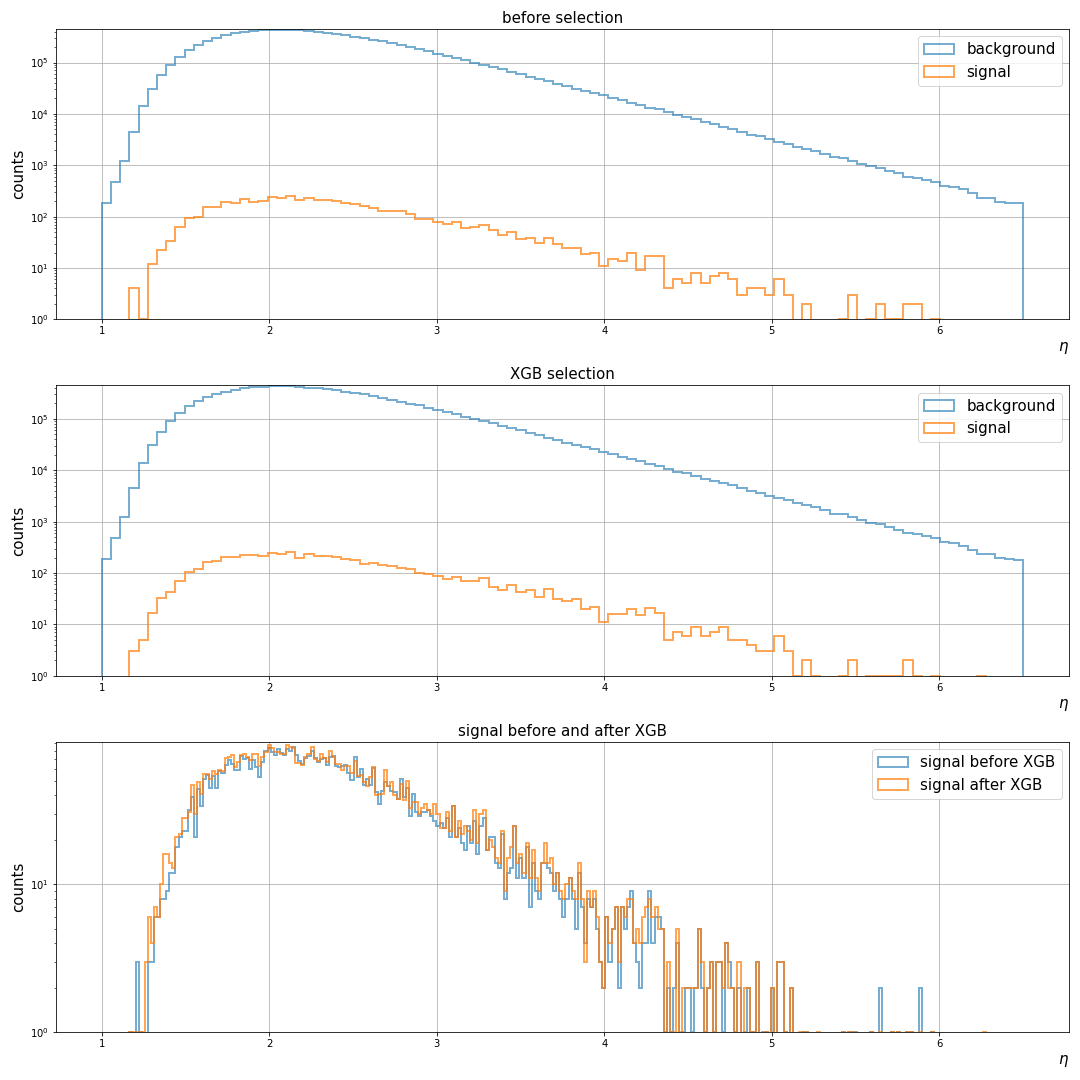 before selection
counts
10⁵
10⁴
10³
10²
10¹
10⁰
background
signal
1 2 3 4 5 6
η
XGB selection
counts
10⁵
10⁴
10³
10²
10¹
10⁰
background
signal
1 2 3 4 5 6
η
signal before and after XGB
counts
10¹
10⁰
signal before XGB
signal after XGB
1 2 3 4 5 6
η